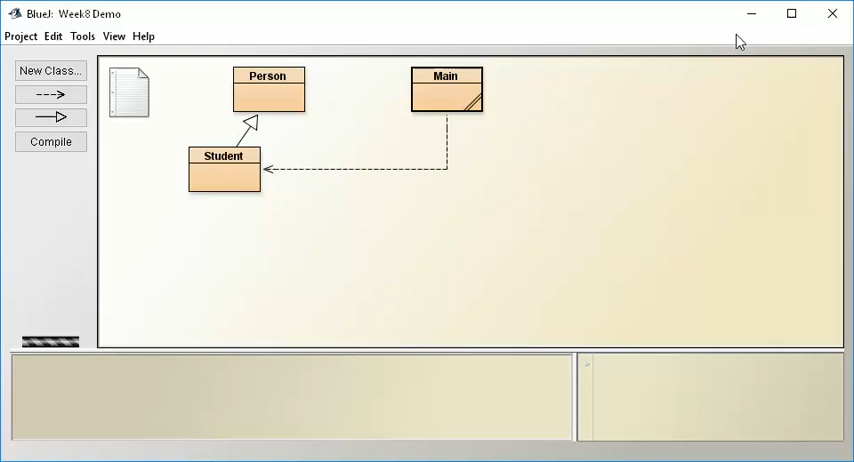 BlueJ: Week8 Demo
Project Edit Tools View Help
New Class...
Compile
Person
Main
Student